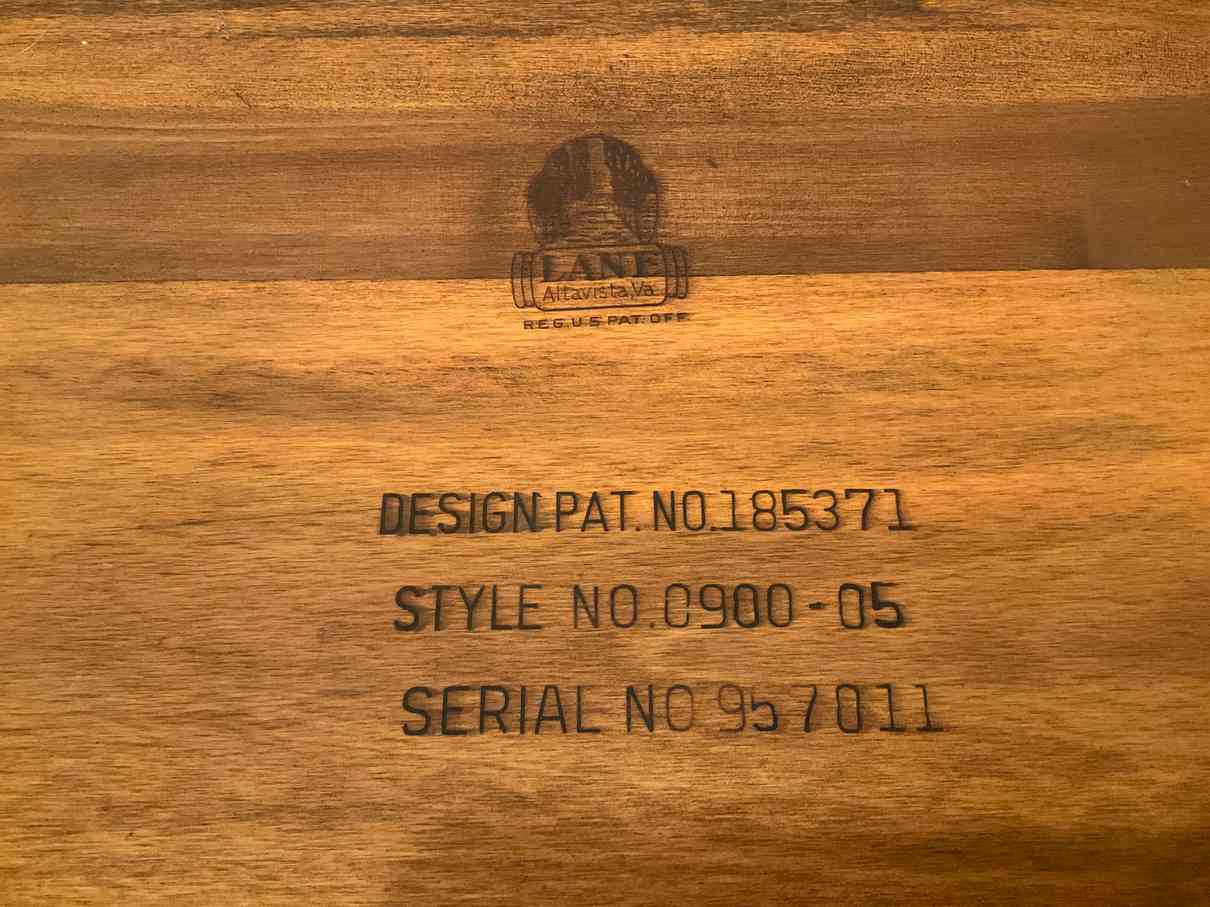 LANE
Altavista, Va.
REG. U.S. PAT. OFF.
DESIGN PAT. NO. 185371
STYLE NO. 0900-05
SERIAL NO 957011